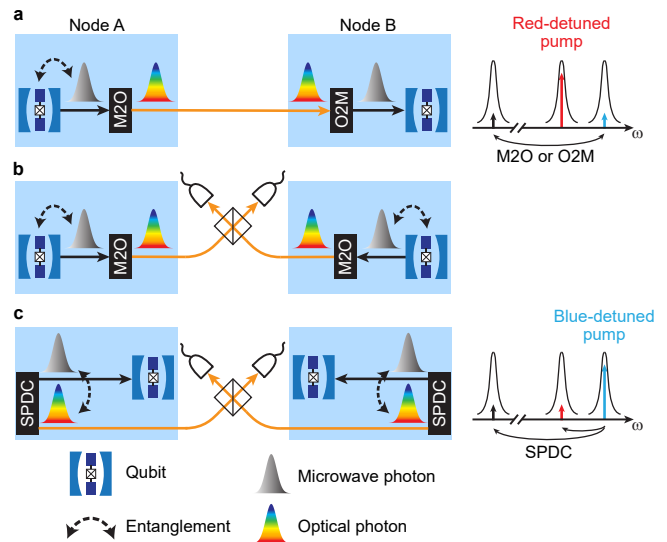 a
Node A
Node B
M2O
O2M
Red-detuned
pump
ω
M2O or O2M
b
M2O
M2O
c
SPDC
SPDC
Blue-detuned
pump
ω
SPDC
Qubit
Microwave photon
Entanglement
Optical photon